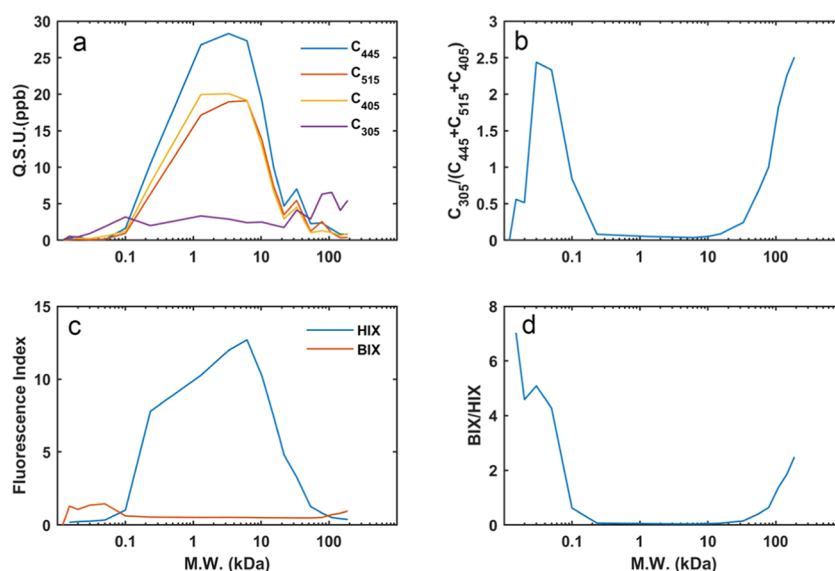 a
Q.S.U.(ppb)
30
25
20
15
10
5
0
0.1 1 10 100
C445
C515
C405
C305
b
C305/(C445+C515+C405)
3
2.5
2
1.5
1
0.5
0
0.1 1 10 100
c
Fluorescence Index
15
10
5
0
0.1 1 10 100
M.W. (kDa)
HIX
BIX
d
BIX/HIX
8
6
4
2
0
0.1 1 10 100
M.W. (kDa)